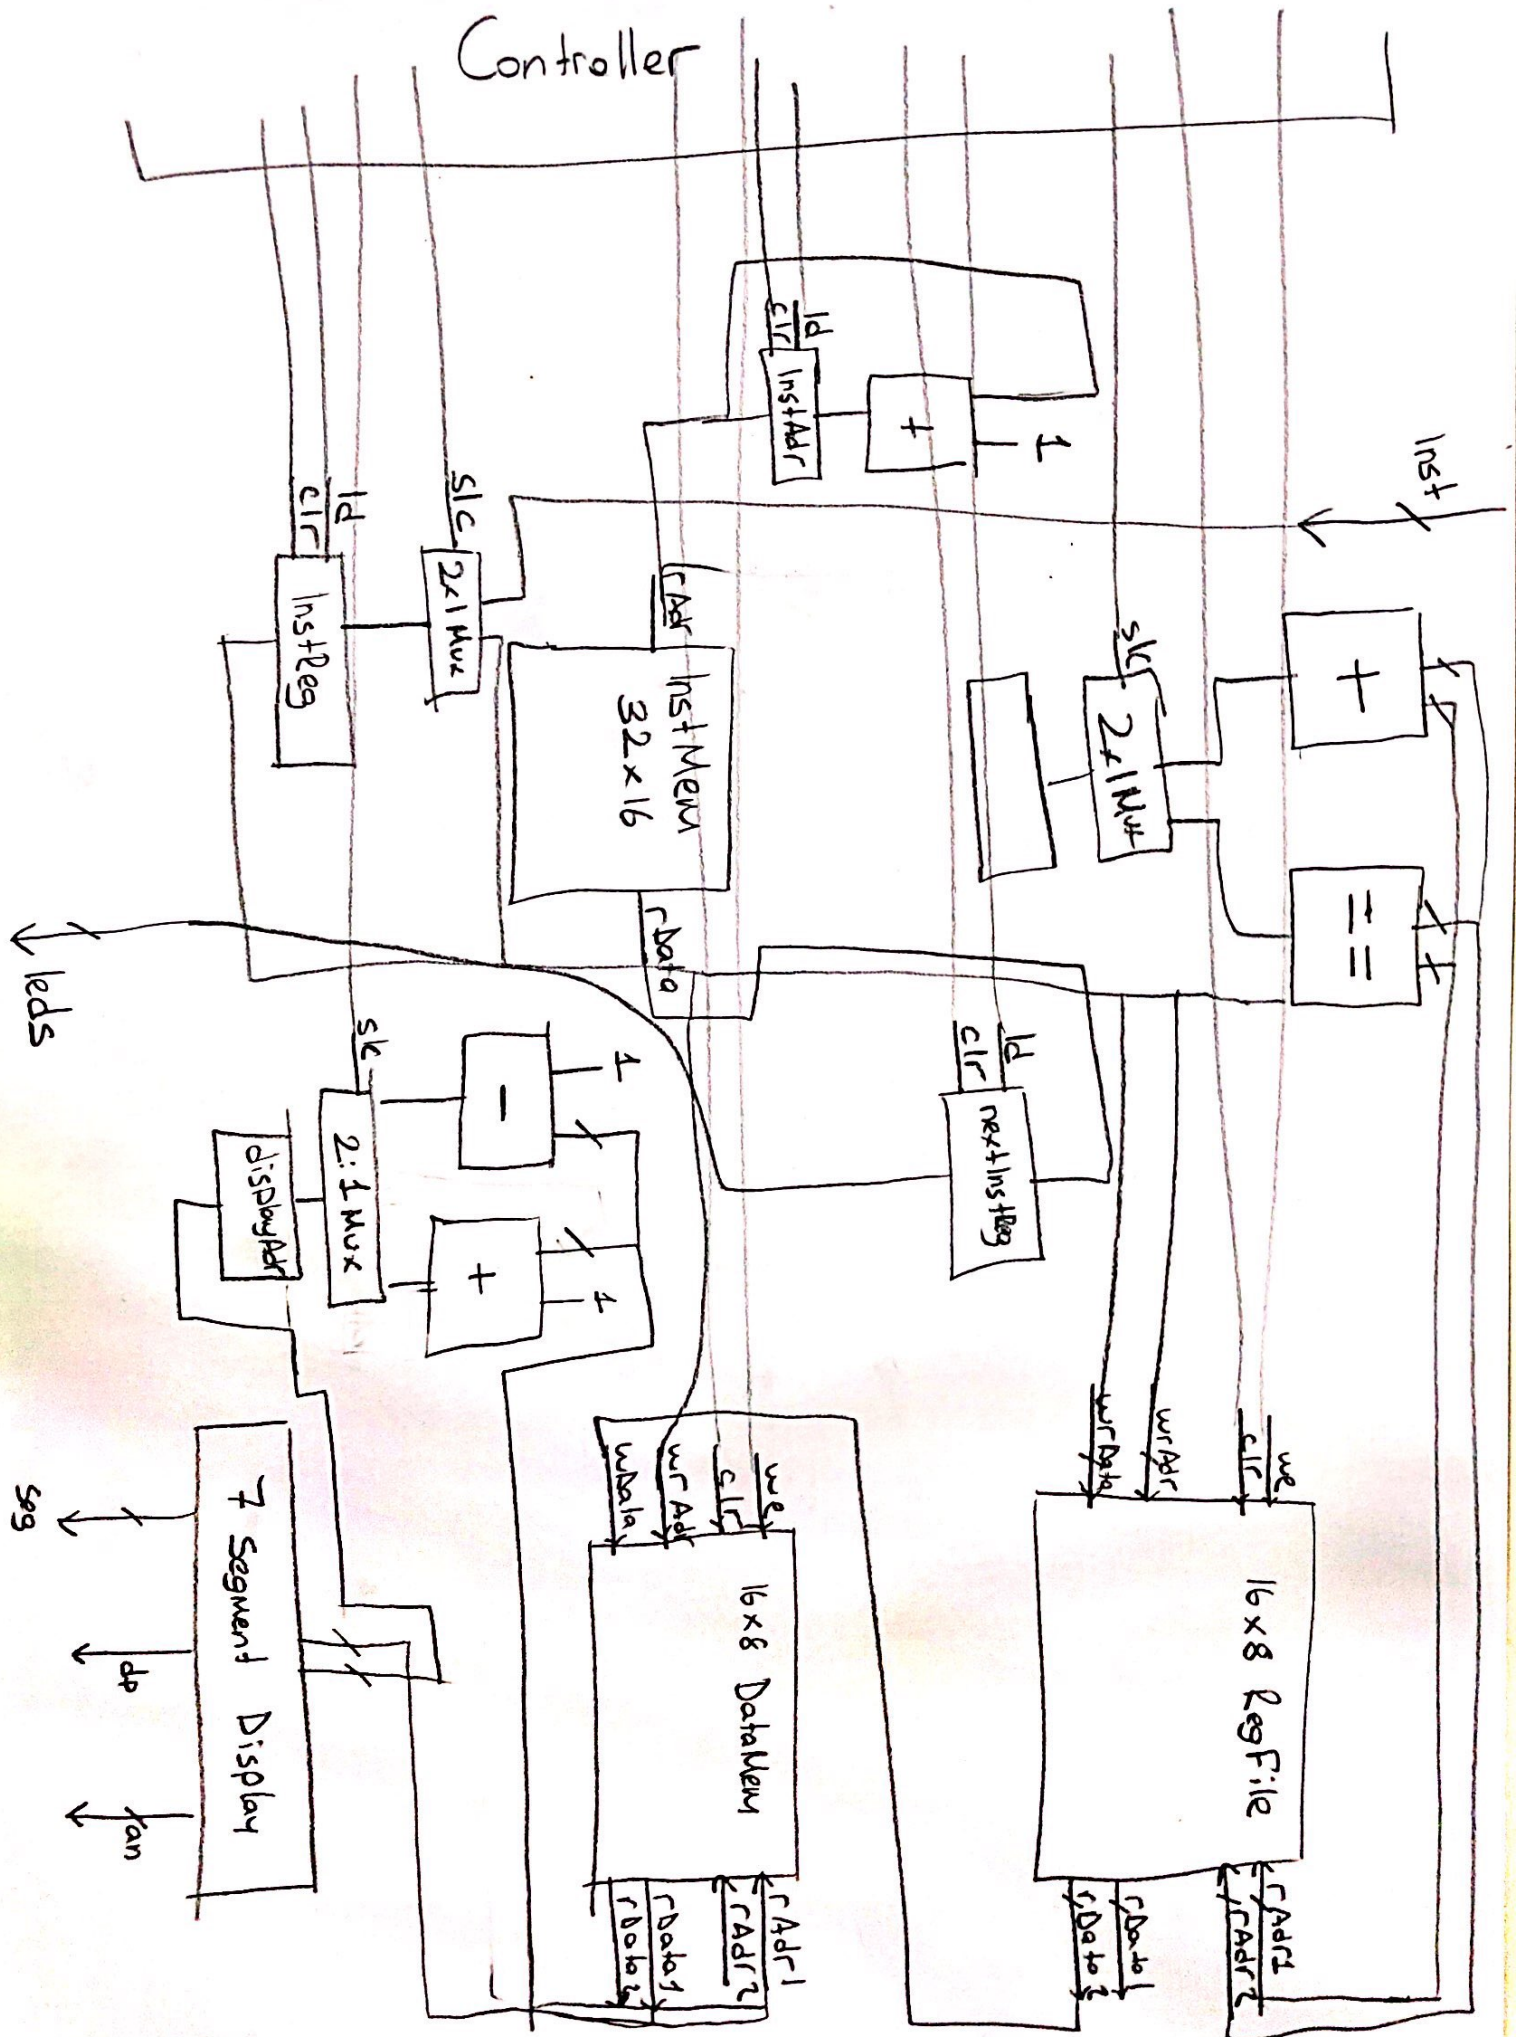 Controller
Inst
ld
clr
InstAdr
+
1
slc
2x1 Mux
ld
clr
InstReg
rAdr
InstMem
32 x 16
rData
slc
2x1 Mux
+
==
ld
clr
nextInstReg
leds
slc
2:1 Mux
-
1
+
1
displayAdr
we
clr
wrAdr
wrData
16x8 RegFile
rAdr1
rAdr2
rData1
rData2
we
clr
wrAdr
wData
16x8 DataMem
rAdr1
rAdr2
rData1
rData2
7 Segment Display
seg
dp
an